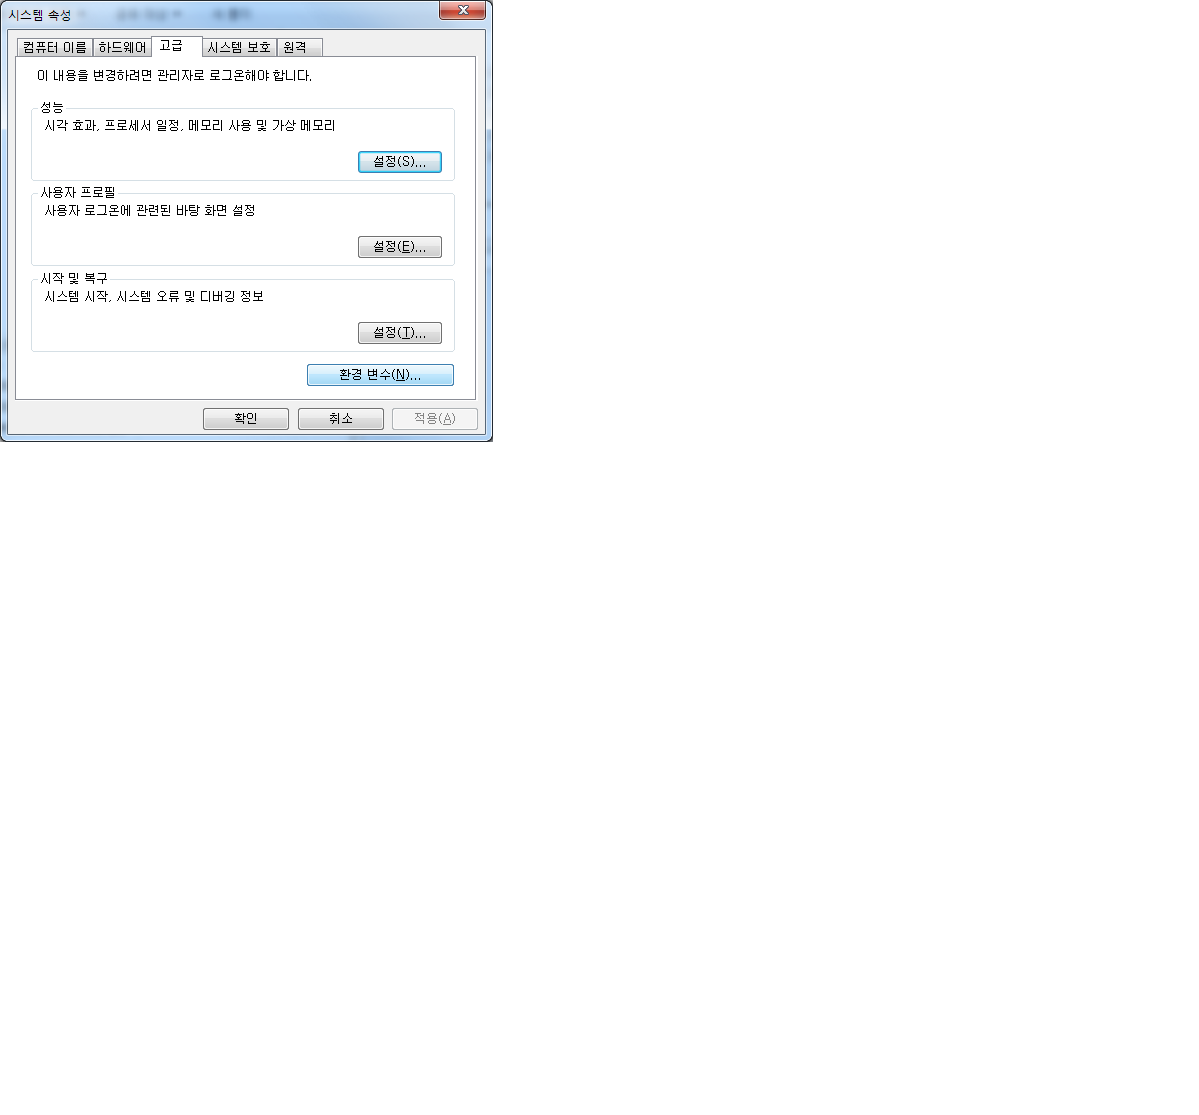 시스템 속성
컴퓨터 이름 하드웨어 고급 시스템 보호 원격
이 내용을 변경하려면 관리자로 로그온해야 합니다.
성능
시각 효과, 프로세서 일정, 메모리 사용 및 가상 메모리
설정(S)...
사용자 프로필
사용자 로그온에 관련된 바탕 화면 설정
설정(E)...
시작 및 복구
시스템 시작, 시스템 오류 및 디버깅 정보
설정(T)...
환경 변수(N)...
확인 취소 적용(A)